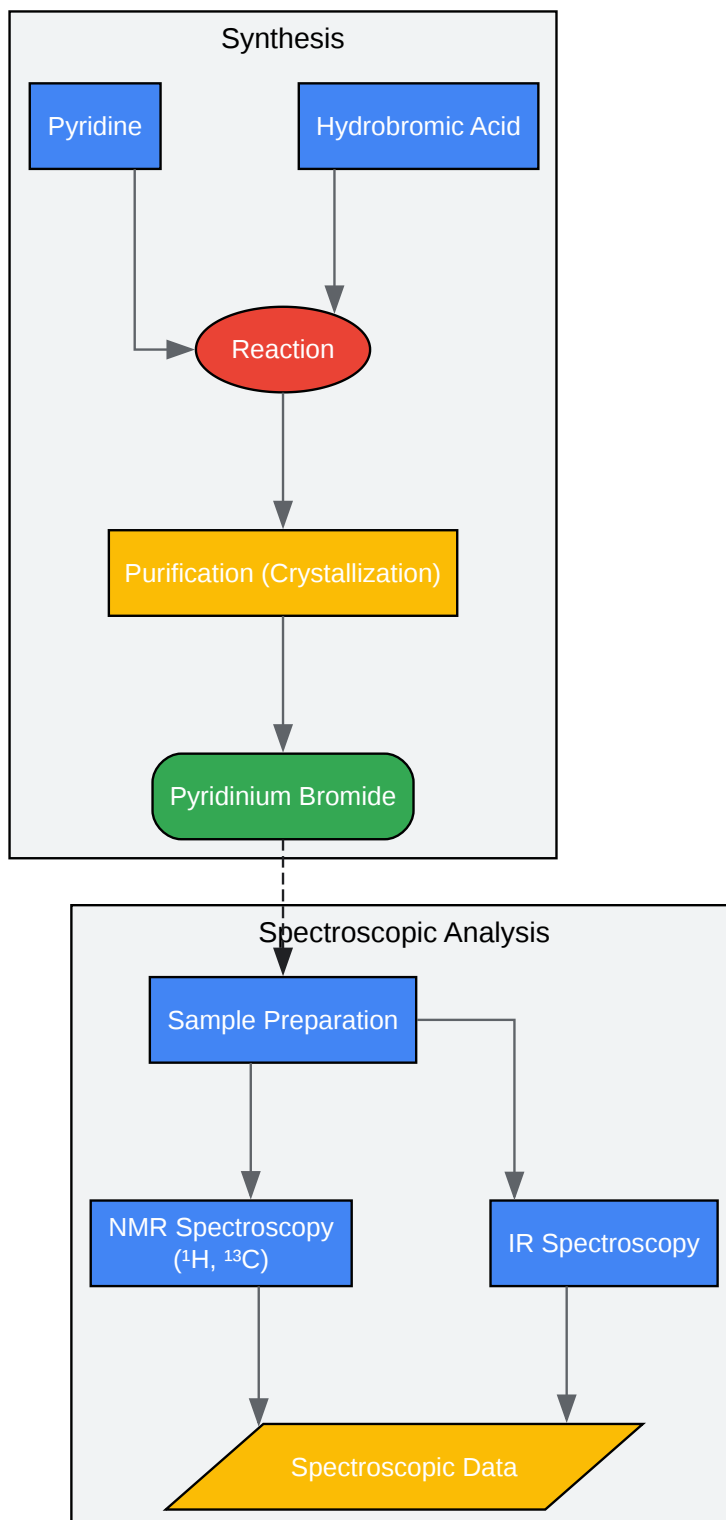 Synthesis
Pyridine
Hydrobromic Acid
Reaction
Purification (Crystallization)
Pyridinium Bromide
Spectroscopic Analysis
Sample Preparation
NMR Spectroscopy
(¹H, ¹³C)
IR Spectroscopy
Spectroscopic Data